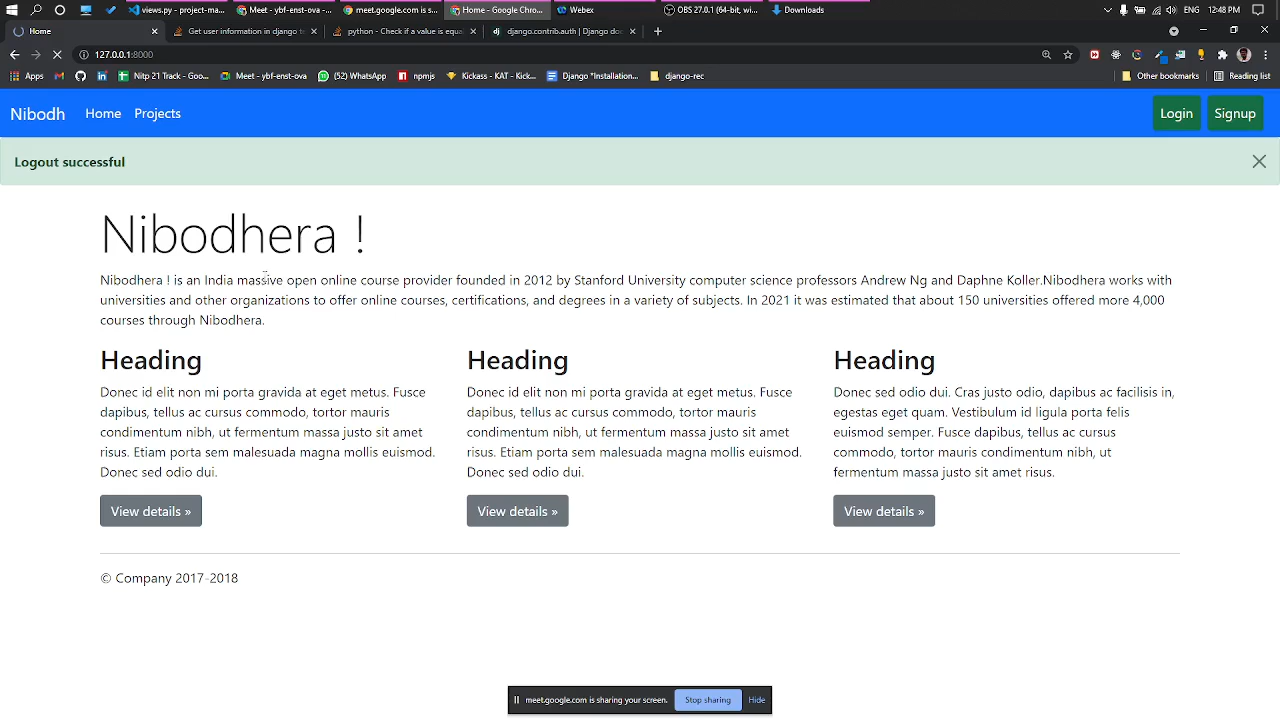 views.py - project-ma...
Meet - ybf-enst-ova ...
meet.google.com is s...
Home - Google Chro...
Webex
OBS 27.0.1 (64-bit, wi...
Downloads
ENG
12:48 PM
Home
Get user information in django te
python - Check if a value is equa
django.contrib.auth | Django do
127.0.0.1:8000
Apps
Nitp 21 Track - Goo...
Meet - ybf-enst-ova
(52) WhatsApp
npmjs
Kickass - KAT - Kick...
Django *Installation...
django-rec
Other bookmarks
Reading list
Nibodh
Home
Projects
Login
Signup
Logout successful
Nibodhera !
Nibodhera ! is an India massive open online course provider founded in 2012 by Stanford University computer science professors Andrew Ng and Daphne Koller.Nibodhera works with
universities and other organizations to offer online courses, certifications, and degrees in a variety of subjects. In 2021 it was estimated that about 150 universities offered more 4,000
courses through Nibodhera.
Heading
Donec id elit non mi porta gravida at eget metus. Fusce
dapibus, tellus ac cursus commodo, tortor mauris
condimentum nibh, ut fermentum massa justo sit amet
risus. Etiam porta sem malesuada magna mollis euismod.
Donec sed odio dui.
View details »
Heading
Donec id elit non mi porta gravida at eget metus. Fusce
dapibus, tellus ac cursus commodo, tortor mauris
condimentum nibh, ut fermentum massa justo sit amet
risus. Etiam porta sem malesuada magna mollis euismod.
Donec sed odio dui.
View details »
Heading
Donec sed odio dui. Cras justo odio, dapibus ac facilisis in,
egestas eget quam. Vestibulum id ligula porta felis
euismod semper. Fusce dapibus, tellus ac cursus
commodo, tortor mauris condimentum nibh, ut
fermentum massa justo sit amet risus.
View details »
© Company 2017-2018
meet.google.com is sharing your screen.
Stop sharing
Hide